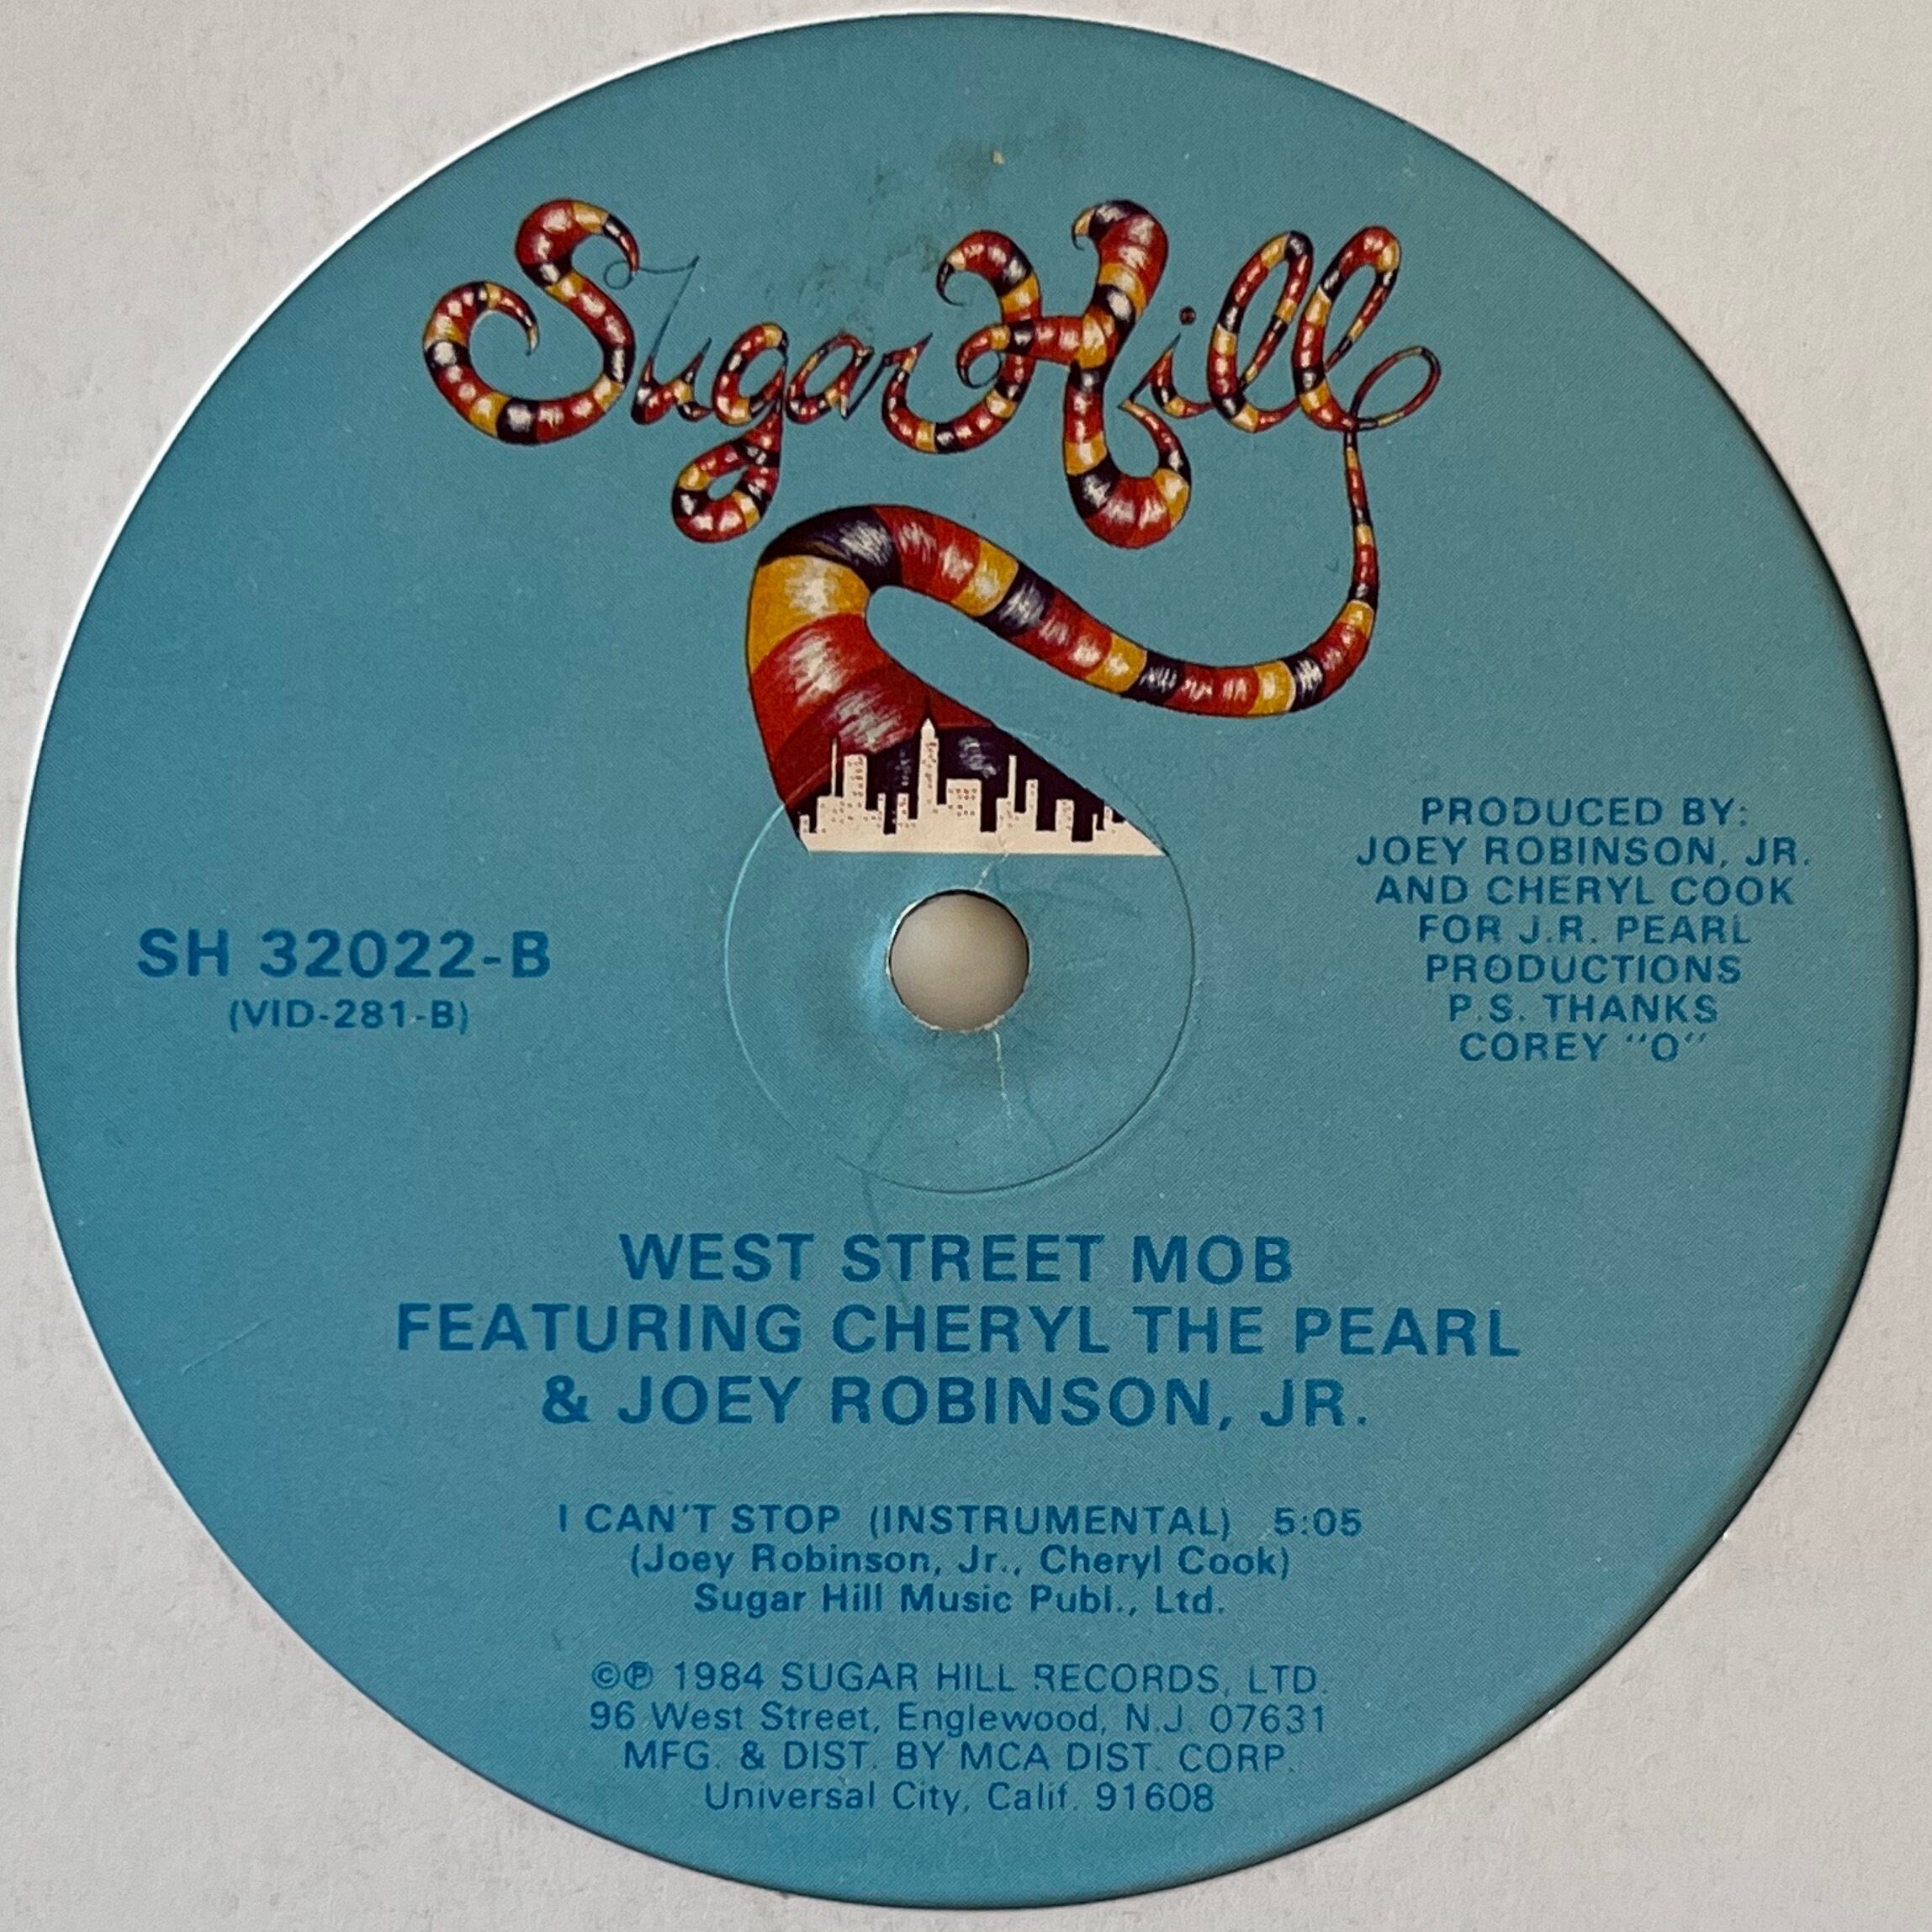 Sugar Hill
PRODUCED BY:
JOEY ROBINSON, JR.
AND CHERYL COOK
FOR J.R. PEARL
PRODUCTIONS
P.S. THANKS
COREY "O"
SH 32022-B
(VID-281-B)
WEST STREET MOB
FEATURING CHERYL THE PEARL
& JOEY ROBINSON, JR.
I CAN'T STOP (INSTRUMENTAL) 5:05
(Joey Robinson, Jr., Cheryl Cook)
Sugar Hill Music Publ., Ltd.
©℗ 1984 SUGAR HILL RECORDS, LTD.
96 West Street, Englewood, N.J. 07631
MFG. & DIST. BY MCA DIST. CORP.
Universal City, Calif. 91608